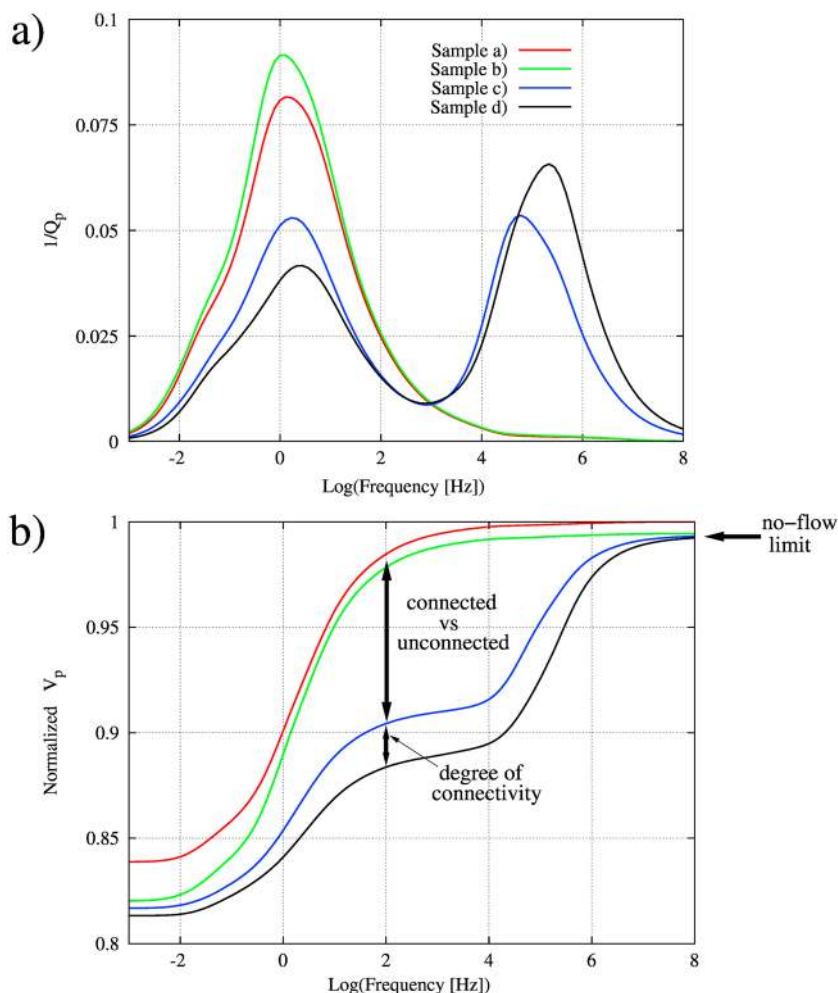 a)
0.1
0.075
0.05
0.025
0
1/Qp
Sample a)
Sample b)
Sample c)
Sample d)
-2
0
2
4
6
8
Log(Frequency [Hz])
b)
1
0.95
0.9
0.85
0.8
Normalized Vp
no-flow
limit
connected
vs
unconnected
degree of
connectivity
-2
0
2
4
6
8
Log(Frequency [Hz])